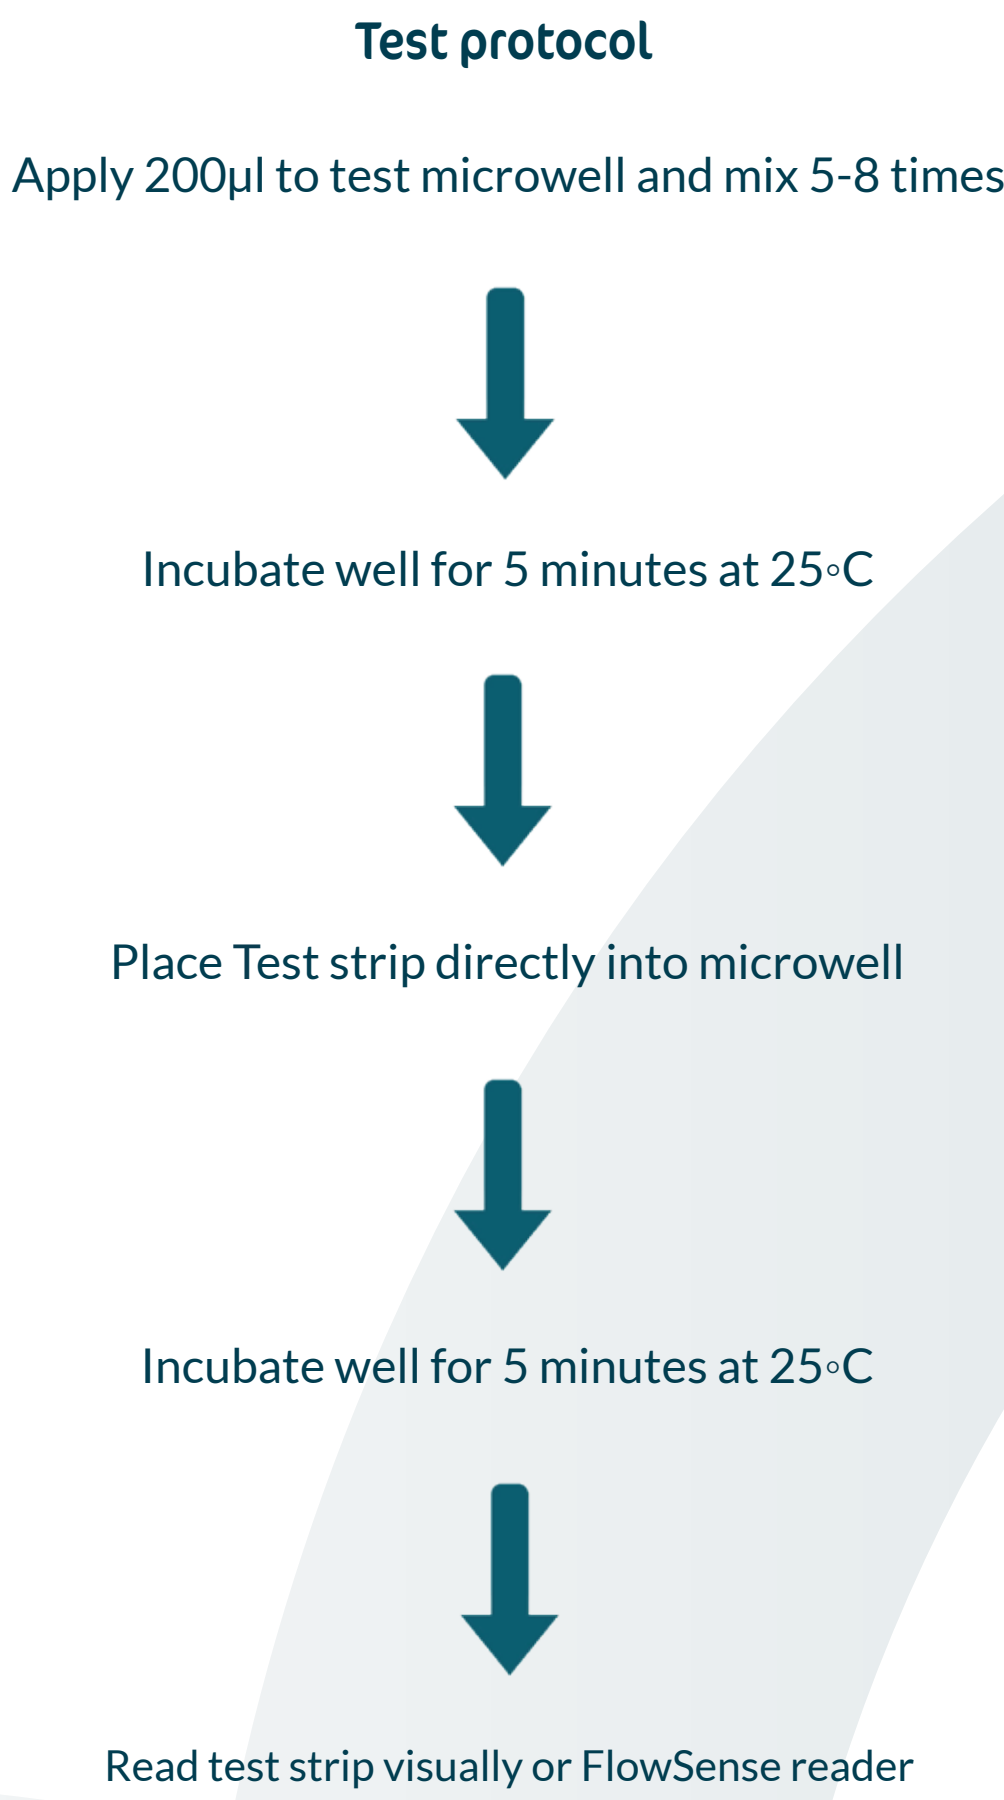 Test protocol
Apply 200µl to test microwell and mix 5-8 times
Incubate well for 5 minutes at 25◦C
Place Test strip directly into microwell
Incubate well for 5 minutes at 25◦C
Read test strip visually or FlowSense reader